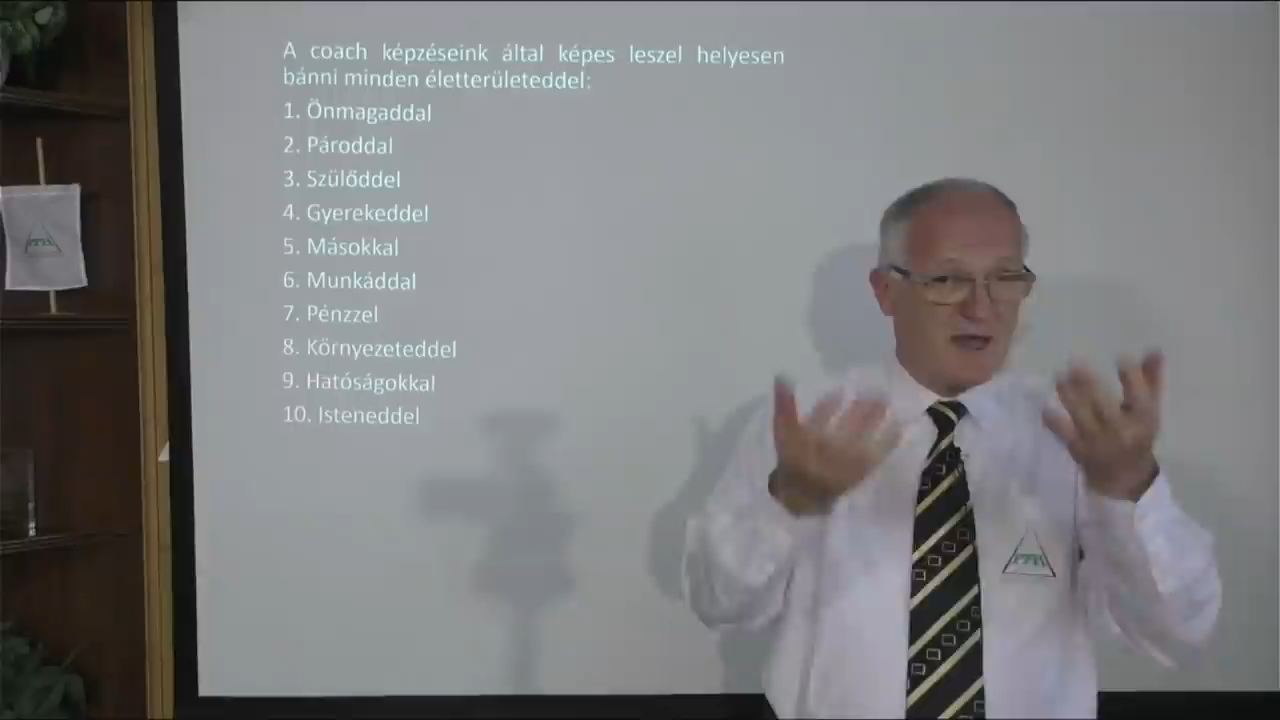 A coach képzéseink által képes leszel helyesen
bánni minden életterületeddel:
1. Önmagaddal
2. Pároddal
3. Szülőddel
4. Gyerekeddel
5. Másokkal
6. Munkáddal
7. Pénzzel
8. Környezeteddel
9. Hatóságokkal
10. Isteneddel